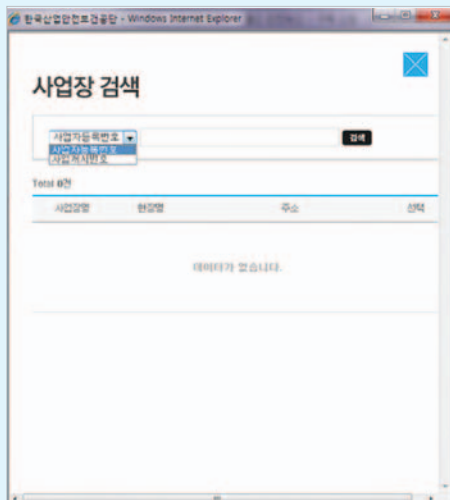 한국산업안전보건공단 - Windows Internet Explorer
사업장 검색
사업자등록번호 검색
사업자등록번호
사업개시번호
Total 0건
사업장명 현장명 주소 선택
데이터가 없습니다.